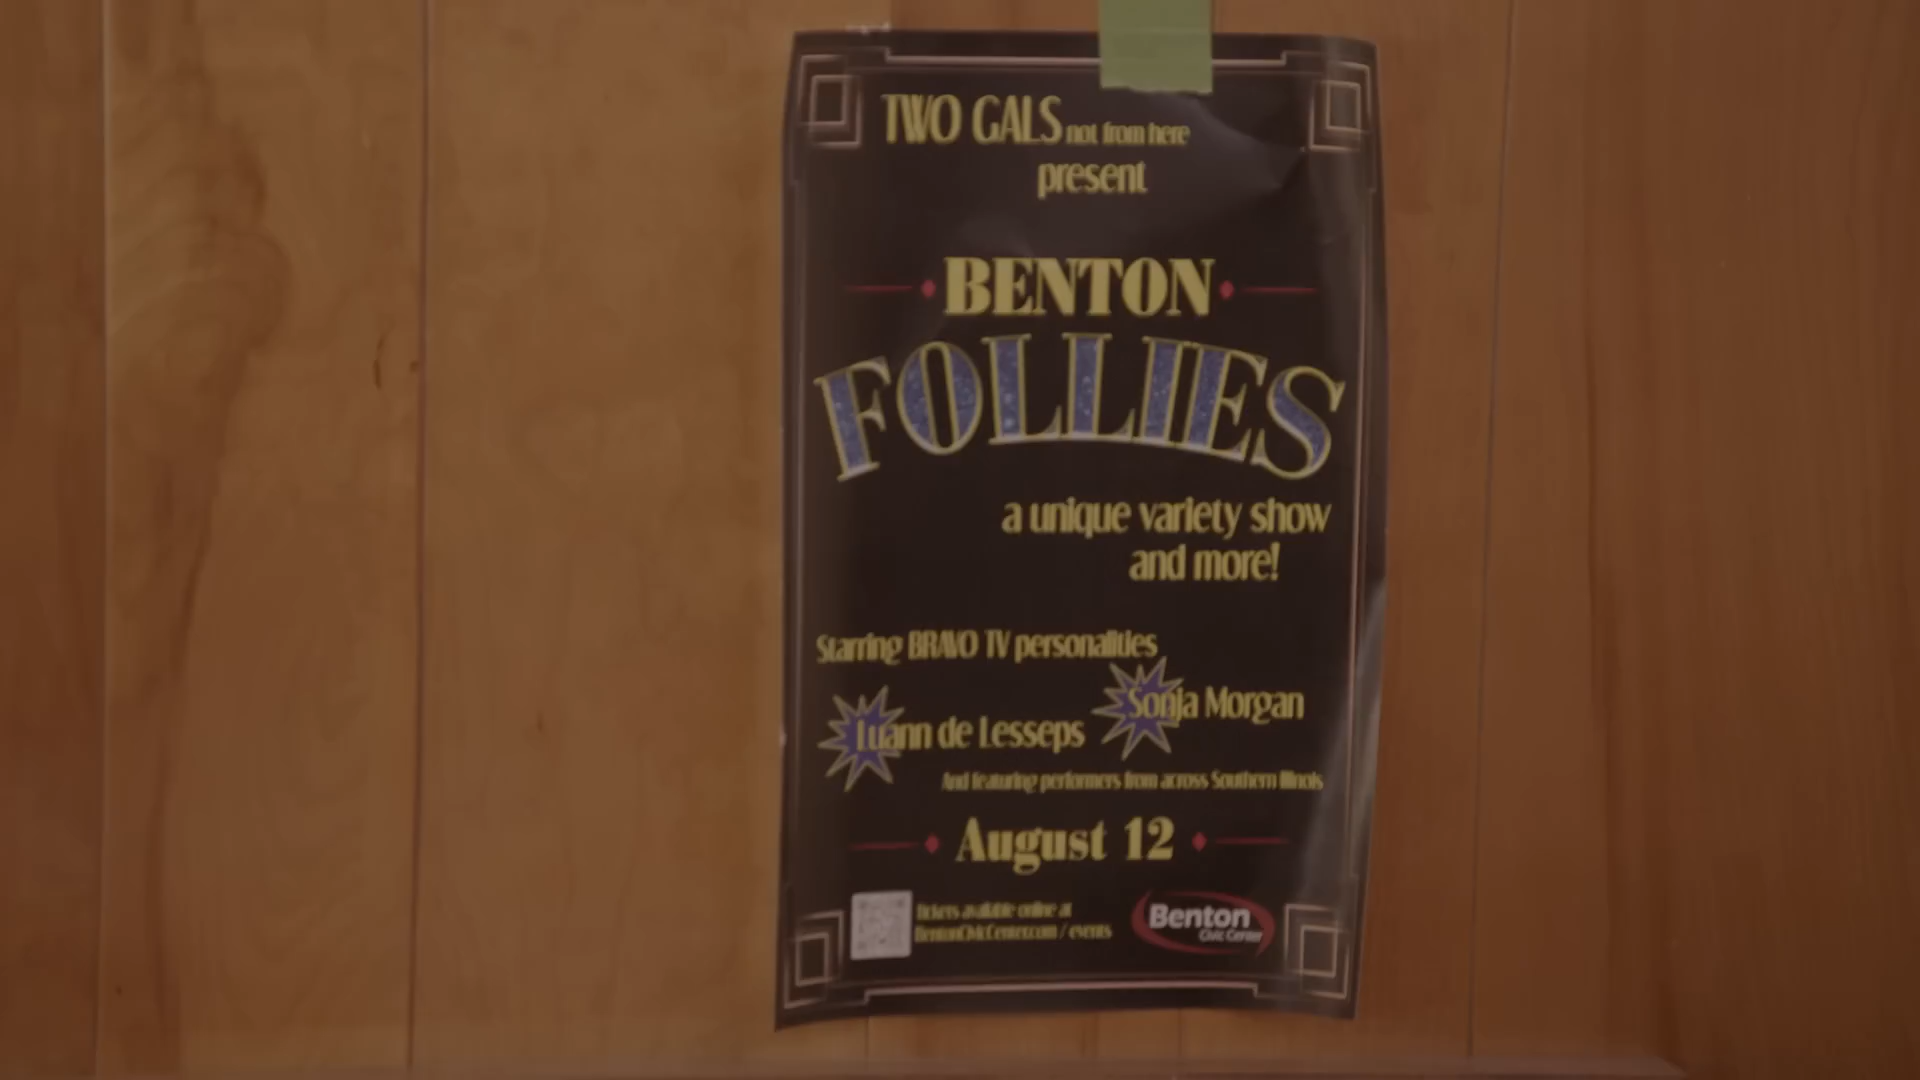 TWO GALS not from here
present
BENTON
FOLLIES
a unique variety show
and more!
Starring BRAVO TV personalities
Luann de Lesseps
Sonja Morgan
And featuring performers from across Southern Illinois
August 12
Tickets available online at
BentonCivicCenter.com / events
Benton
Civic Center